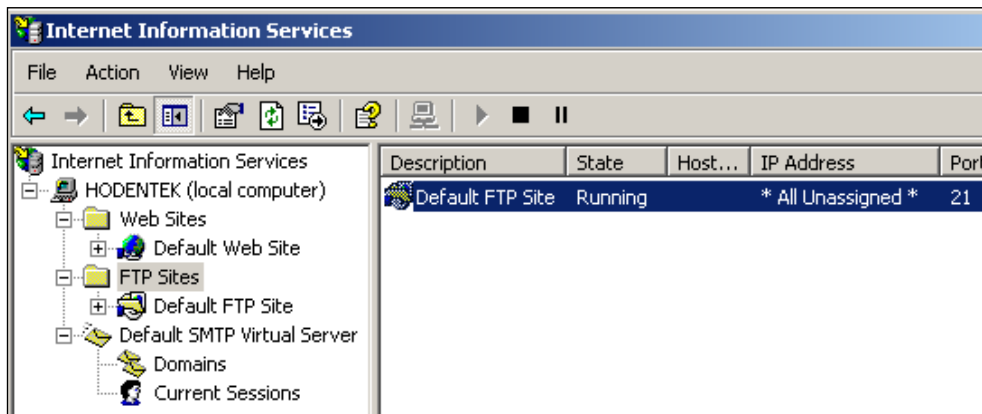 Internet Information Services
File Action View Help
Internet Information Services
HODENTEK (local computer)
Web Sites
Default Web Site
FTP Sites
Default FTP Site
Default SMTP Virtual Server
Domains
Current Sessions
Description State Host... IP Address Port
Default FTP Site Running * All Unassigned * 21